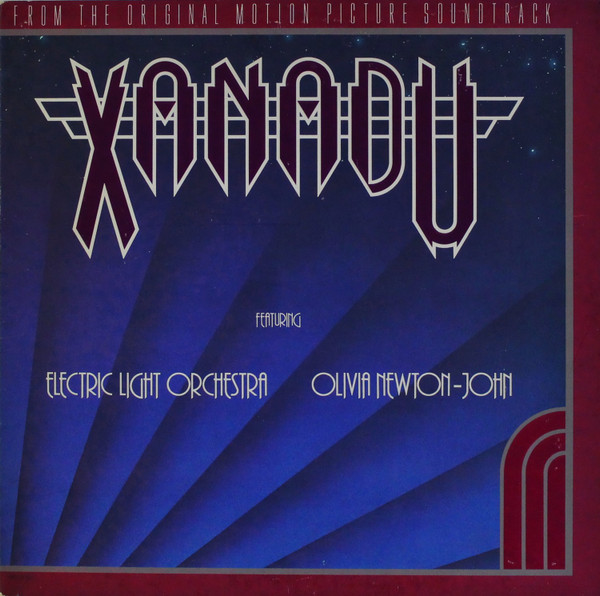 FROM THE ORIGINAL MOTION PICTURE SOUNDTRACK
XANADU
FEATURING
ELECTRIC LIGHT ORCHESTRA OLIVIA NEWTON-JOHN